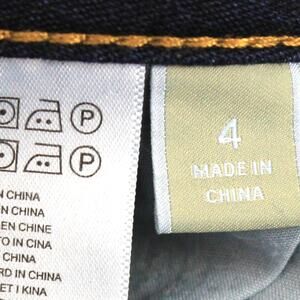 P
P
N CHINA
N CHINA
EN CHINE
TO IN CINA
CHINA
RD IN CHINA
ET I KINA
4
MADE IN
CHINA